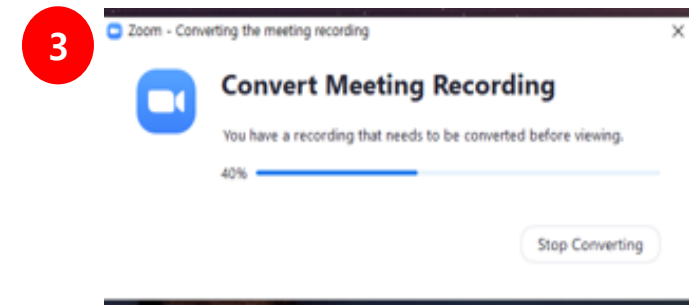 3
Zoom - Converting the meeting recording
Convert Meeting Recording
You have a recording that needs to be converted before viewing.
40%
Stop Converting